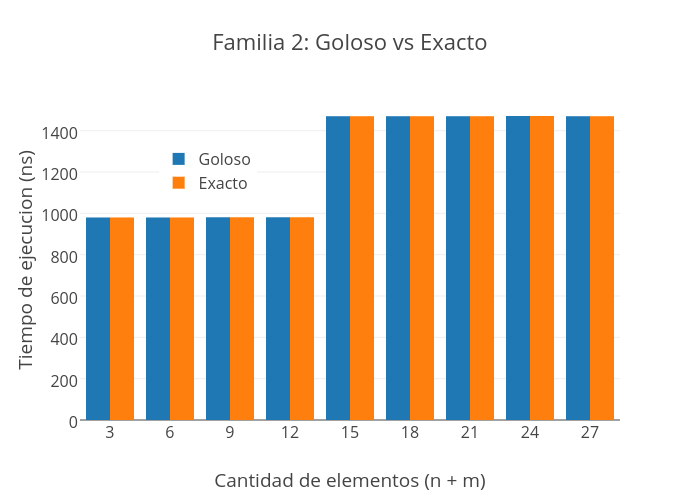 Familia 2: Goloso vs Exacto
Goloso
Exacto
Tiempo de ejecucion (ns)
1400
1200
1000
800
600
400
200
0
3 6 9 12 15 18 21 24 27
Cantidad de elementos (n + m)